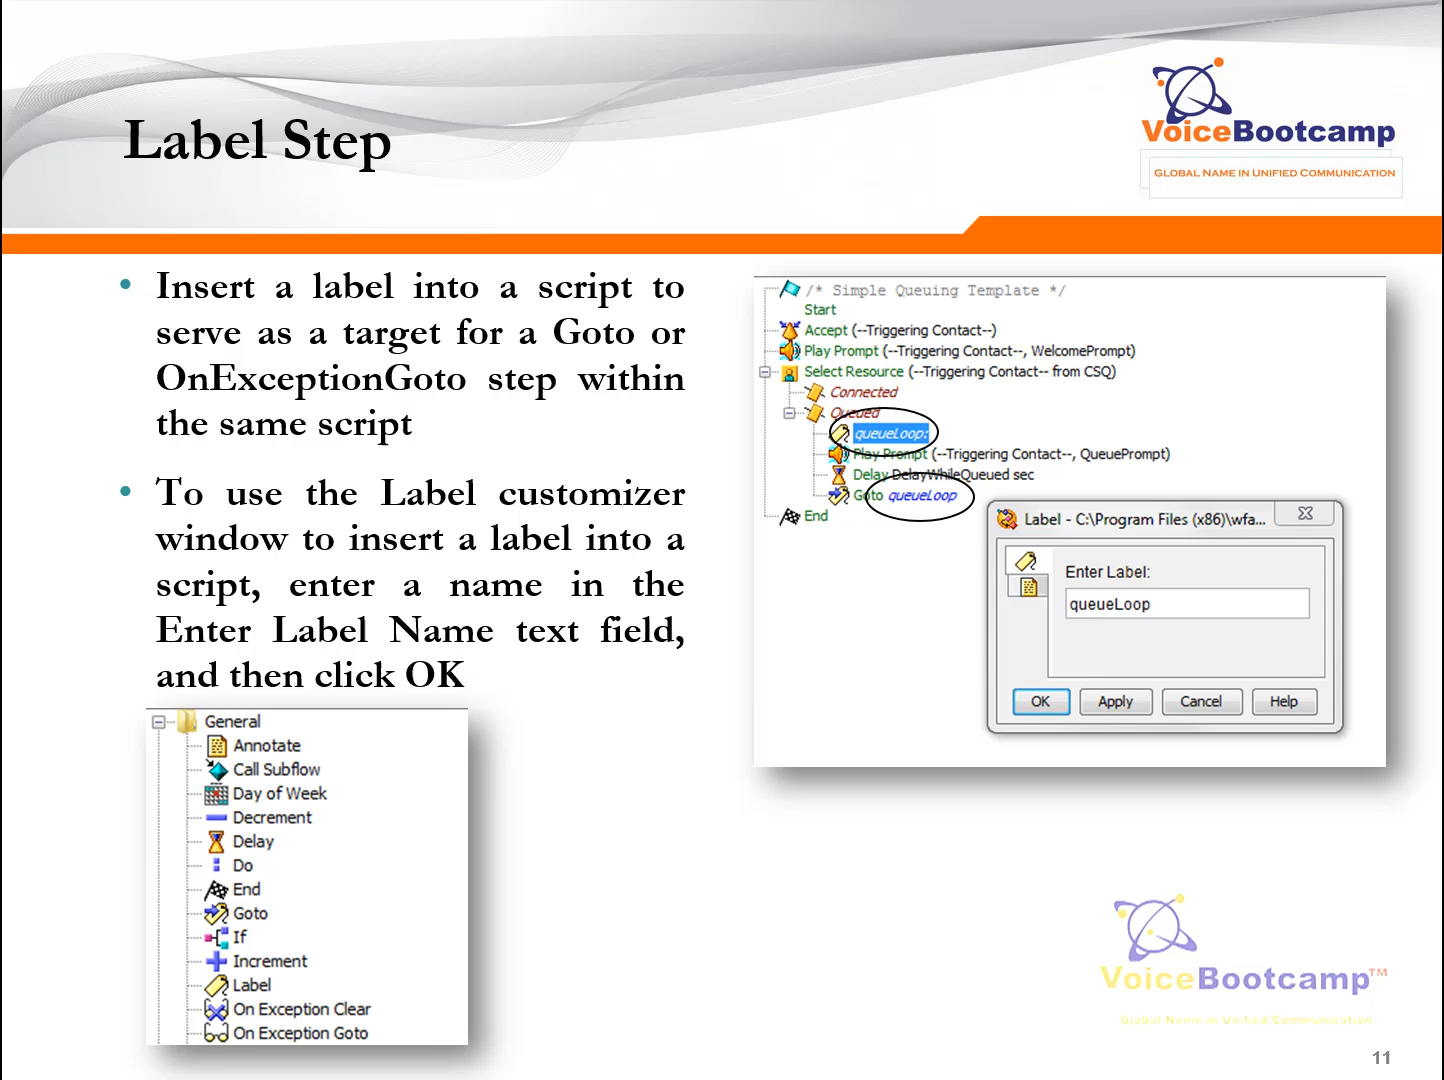 Label Step
VoiceBootcamp
Global Name in Unified Communication
• Insert a label into a script to
serve as a target for a Goto or
OnExceptionGoto step within
the same script
• To use the Label customizer
window to insert a label into a
script, enter a name in the
Enter Label Name text field,
and then click OK
/* Simple Queuing Template */
Start
Accept (--Triggering Contact--)
Play Prompt (--Triggering Contact--, WelcomePrompt)
Select Resource (--Triggering Contact-- from CSQ)
Connected
Queued
queueLoop:
Play Prompt (--Triggering Contact--, QueuePrompt)
Delay DelayWhileQueued sec
Goto queueLoop
End
Label - C:\Program Files (x86)\wfa...
Enter Label:
queueLoop
OK Apply Cancel Help
General
Annotate
Call Subflow
Day of Week
Decrement
Delay
Do
End
Goto
If
Increment
Label
On Exception Clear
On Exception Goto
VoiceBootcamp™
Global Name in Unified Communication
11